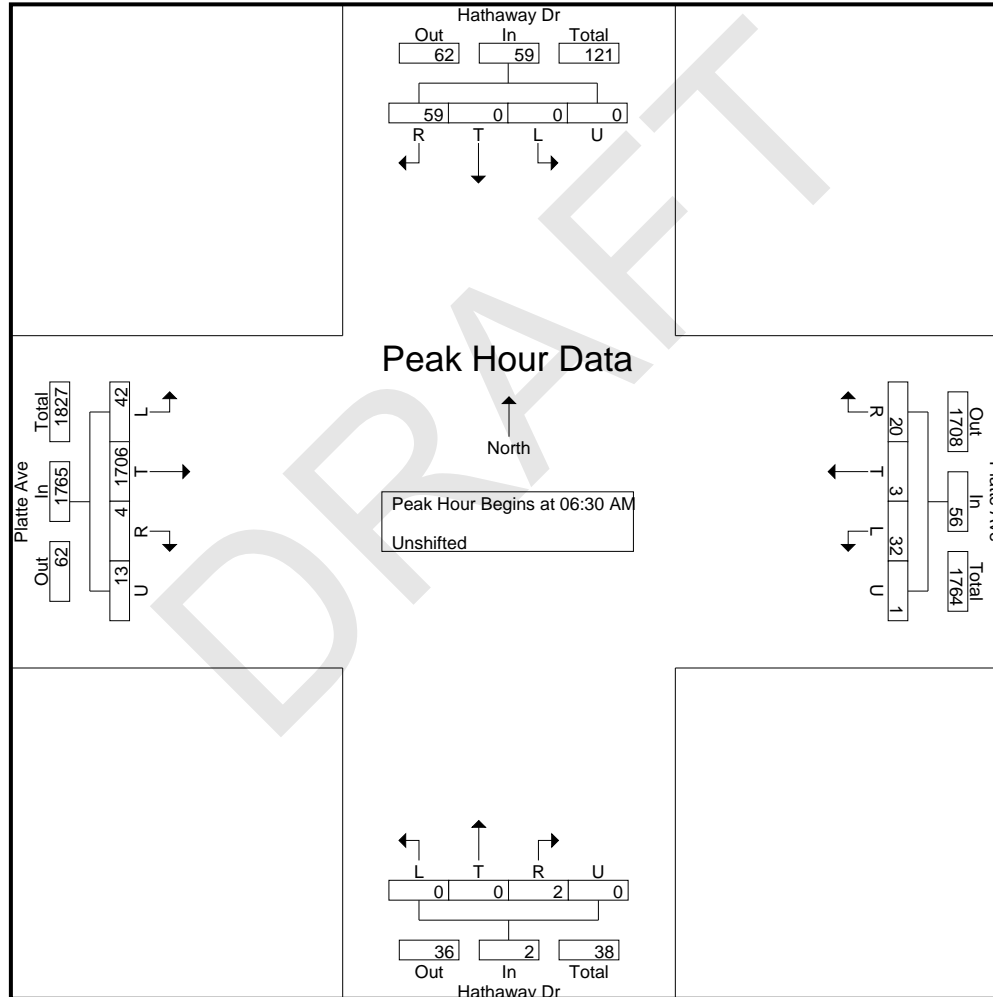 Hathaway Dr
Out In Total
62 59 121
59 0 0 0
R T L U
Peak Hour Data
North
Peak Hour Begins at 06:30 AM
Unshifted
Platte Ave
Out In Total
62 1765 1827
42 1706 4 13
L T R U
Out In Total
1708 56 1764
20 3 32 1
R T L U
Platte Ave
L T R U
0 0 2 0
36 2 38
Out In Total
Hathaway Dr
DRAFT